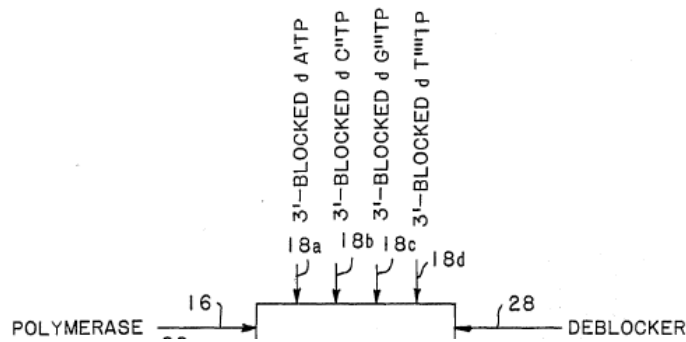 3'-BLOCKED d A'TP
3'-BLOCKED d C"TP
3'-BLOCKED d G'''TP
3'-BLOCKED d T''''TP
18a
18b
18c
18d
16
28
POLYMERASE
DEBLOCKER